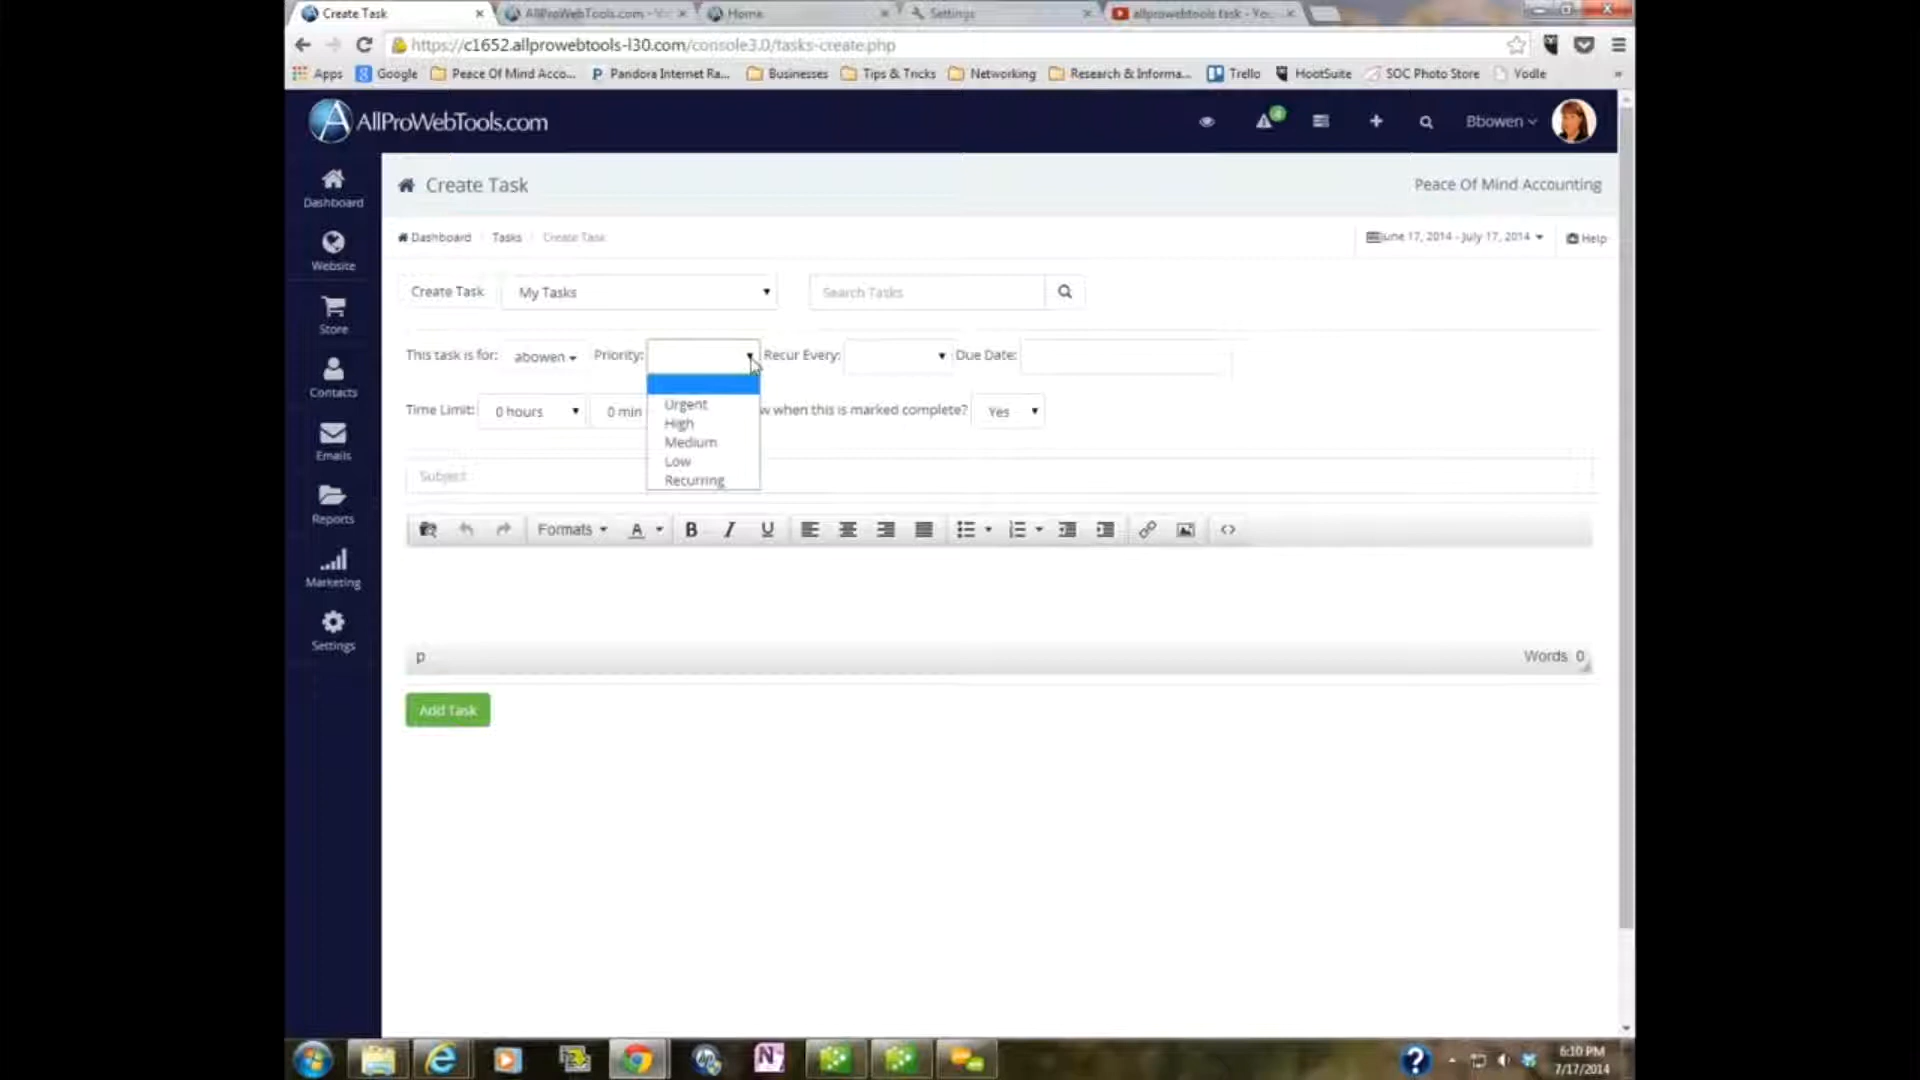 Create Task
AllProWebTools.com - Yo
Home
Settings
allprowebtools task - You
https://c1652.allprowebtools-l30.com/console3.0/tasks-create.php
Apps
Google
Peace Of Mind Acco...
Pandora Internet Ra...
Businesses
Tips & Tricks
Networking
Research & Informa...
Trello
HootSuite
SOC Photo Store
Yodle
»
AllProWebTools.com
Bbowen
Dashboard
Website
Store
Contacts
Emails
Reports
Marketing
Settings
Create Task
Peace Of Mind Accounting
Dashboard / Tasks / Create Task
June 17, 2014 - July 17, 2014
Help
Create Task
My Tasks
Search Tasks
This task is for: abowen Priority: Recur Every: Due Date:
Urgent
High
Medium
Low
Recurring
Time Limit: 0 hours 0 min w when this is marked complete? Yes
Subject
Formats A B I U
p
Words 0
Add Task
6:10 PM
7/17/2014